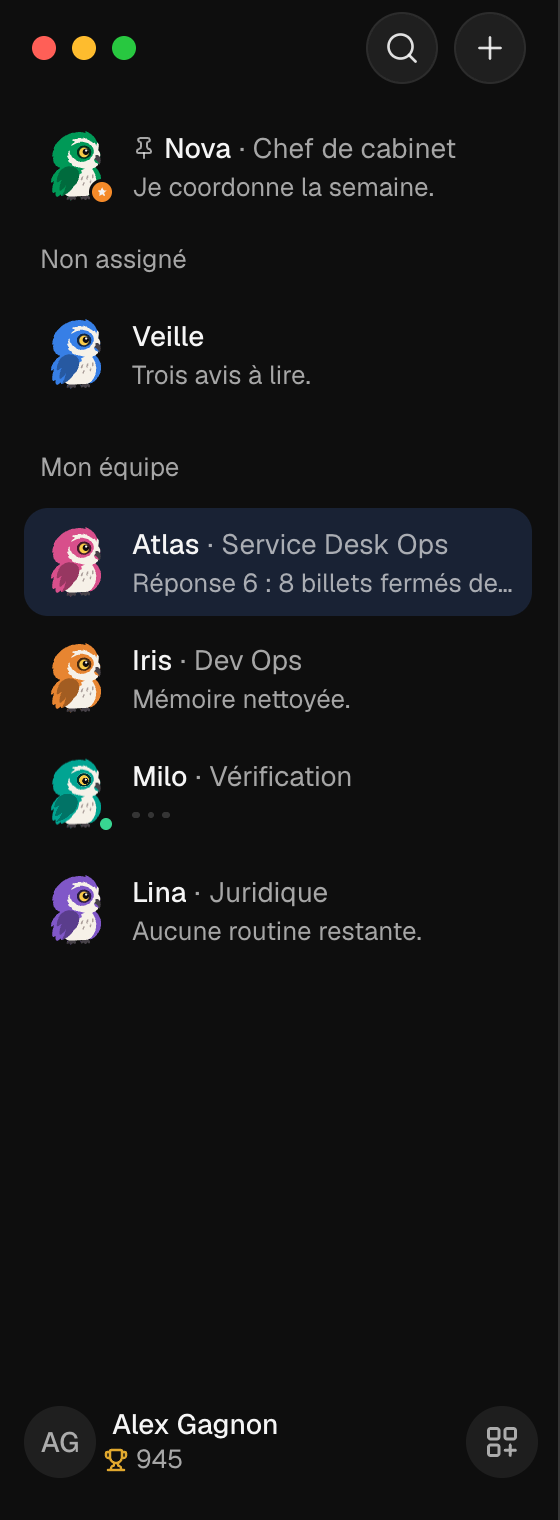 Nova · Chef de cabinet
Je coordonne la semaine.
Non assigné
Veille
Trois avis à lire.
Mon équipe
Atlas · Service Desk Ops
Réponse 6 : 8 billets fermés de...
Iris · Dev Ops
Mémoire nettoyée.
Milo · Vérification
Lina · Juridique
Aucune routine restante.
AG
Alex Gagnon
945